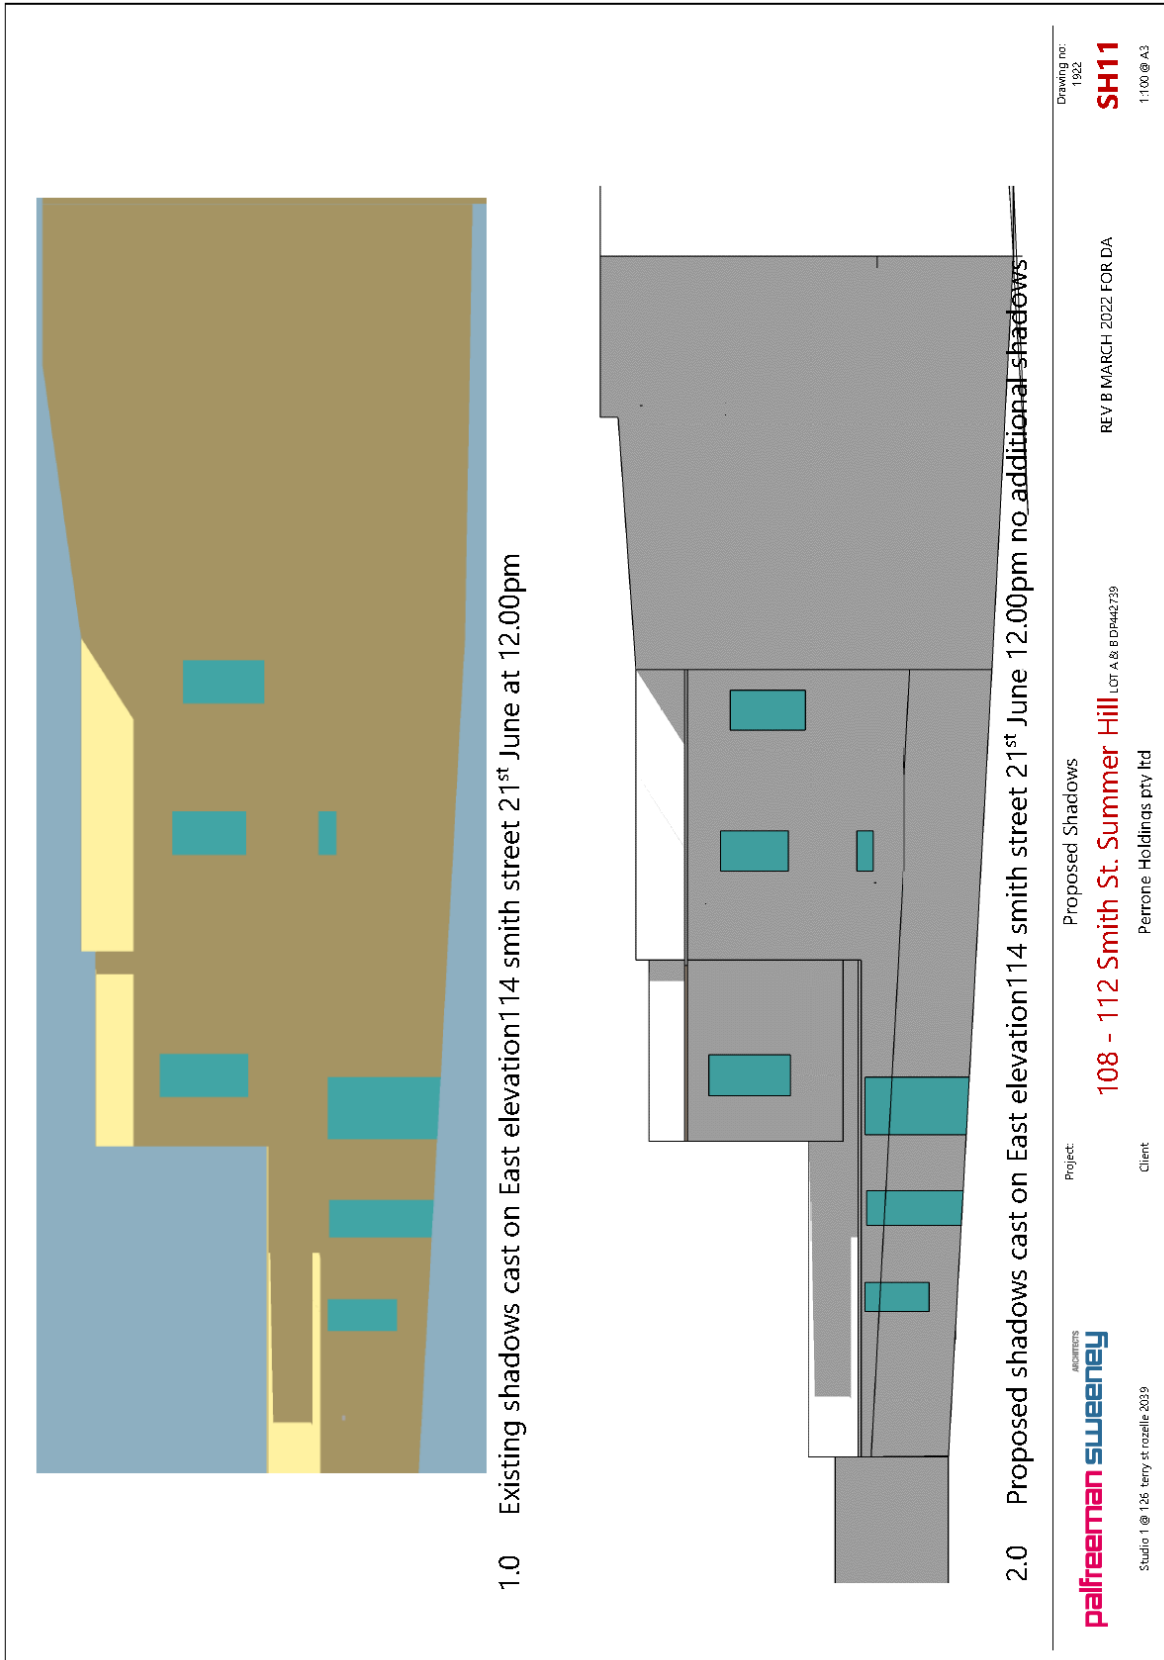 1.0 Existing shadows cast on East elevation114 smith street 21st June at 12.00pm
2.0 Proposed shadows cast on East elevation114 smith street 21st June 12.00pm no additional shadows
ARCHITECTS
palfreeman sweeney
Studio 1 @ 126 terry st rozelle 2039
Project:
Proposed Shadows
108 - 112 Smith St. Summer Hill LOT A & B DP442739
Client
Perrone Holdings pty ltd
REV B MARCH 2022 FOR DA
Drawing no:
1922
SH11
1:100 @ A3